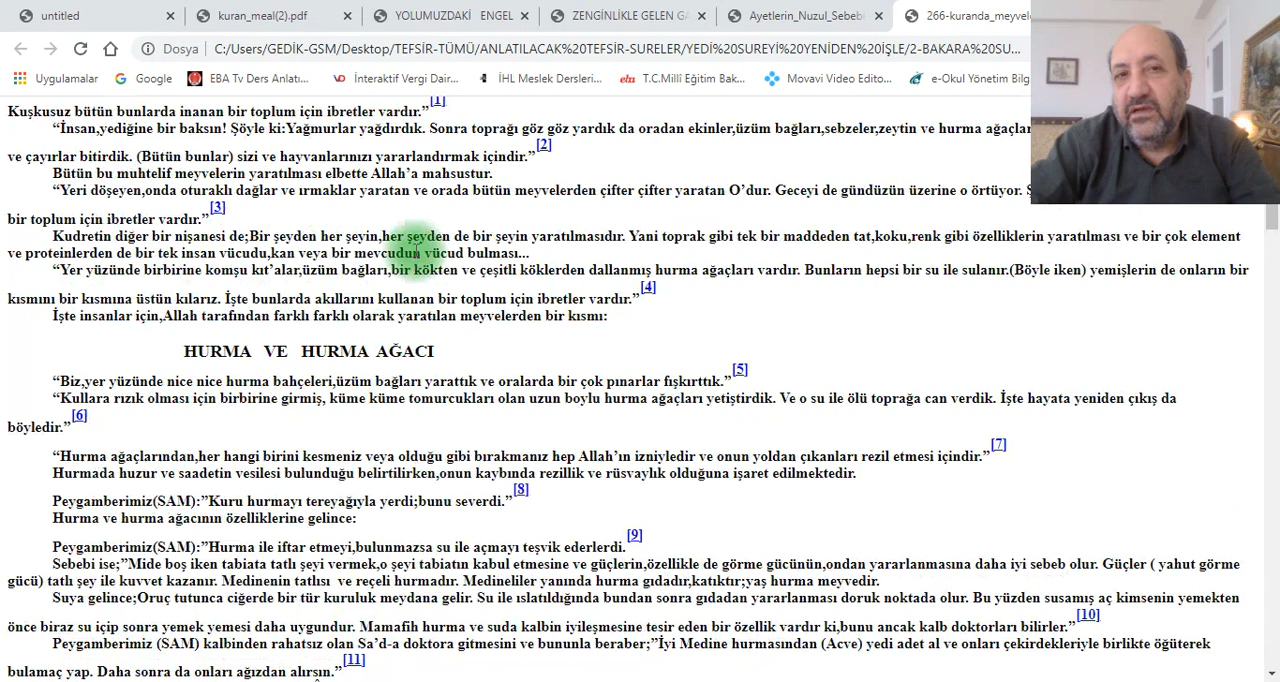 untitled
kuran_meal(2).pdf
YOLUMUZDAKİ ENGEL
ZENGİNLİKLE GELEN GA
Ayetlerin_Nuzul_Sebebi
266-kuranda_meyvele
Dosya
C:/Users/GEDİK-GSM/Desktop/TEFSİR-TÜMÜ/ANLATILACAK%20TEFSİR-SURELER/YEDİ%20SUREYİ%20YENİDEN%20İŞLE/2-BAKARA%20SU...
Uygulamalar
Google
EBA Tv Ders Anlatı...
İnteraktif Vergi Dair...
İHL Meslek Dersleri...
T.C.Millî Eğitim Bak...
Movavi Video Edito...
e-Okul Yönetim Bilg
Kuşkusuz bütün bunlarda inanan bir toplum için ibretler vardır.”[1]
“İnsan,yediğine bir baksın! Şöyle ki:Yağmurlar yağdırdık. Sonra toprağı göz göz yardık da oradan ekinler,üzüm bağları,sebzeler,zeytin ve hurma ağaçlar
ve çayırlar bitirdik. (Bütün bunlar) sizi ve hayvanlarınızı yararlandırmak içindir.”[2]
Bütün bu muhtelif meyvelerin yaratılması elbette Allah’a mahsustur.
“Yeri döşeyen,onda oturaklı dağlar ve ırmaklar yaratan ve orada bütün meyvelerden çifter çifter yaratan O’dur. Geceyi de gündüzün üzerine o örtüyor.
bir toplum için ibretler vardır.”[3]
Kudretin diğer bir nişanesi de;Bir şeyden her şeyin,her şeyden de bir şeyin yaratılmasıdır. Yani toprak gibi tek bir maddeden tat,koku,renk gibi özelliklerin yaratılması ve bir çok element
ve proteinlerden de bir tek insan vücudu,kan veya bir mevcudun vücud bulması...
“Yer yüzünde birbirine komşu kıt’alar,üzüm bağları,bir kökten ve çeşitli köklerden dallanmış hurma ağaçları vardır. Bunların hepsi bir su ile sulanır.(Böyle iken) yemişlerin de onların bir
kısmını bir kısmına üstün kılarız. İşte bunlarda akıllarını kullanan bir toplum için ibretler vardır.”[4]
İşte insanlar için,Allah tarafından farklı farklı olarak yaratılan meyvelerden bir kısmı:
HURMA VE HURMA AĞACI
“Biz,yer yüzünde nice nice hurma bahçeleri,üzüm bağları yarattık ve oralarda bir çok pınarlar fışkırttık.”[5]
“Kullara rızık olması için birbirine girmiş, küme küme tomurcukları olan uzun boylu hurma ağaçları yetiştirdik. Ve o su ile ölü toprağa can verdik. İşte hayata yeniden çıkış da
böyledir.”[6]
“Hurma ağaçlarından,her hangi birini kesmeniz veya olduğu gibi bırakmanız hep Allah’ın izniyledir ve onun yoldan çıkanları rezil etmesi içindir.”[7]
Hurmada huzur ve saadetin vesilesi bulunduğu belirtilirken,onun kaybında rezillik ve rüsvaylık olduğuna işaret edilmektedir.
Peygamberimiz(SAM):”Kuru hurmayı tereyağıyla yerdi;bunu severdi.”[8]
Hurma ve hurma ağacının özelliklerine gelince:
Peygamberimiz(SAM):”Hurma ile iftar etmeyi,bulunmazsa su ile açmayı teşvik ederlerdi.[9]
Sebebi ise;”Mide boş iken tabiata tatlı şeyi vermek,o şeyi tabiatın kabul etmesine ve güçlerin,özellikle de görme gücünün,ondan yararlanmasına daha iyi sebeb olur. Güçler ( yahut görme
gücü) tatlı şey ile kuvvet kazanır. Medinenin tatlısı ve reçeli hurmadır. Medineliler yanında hurma gıdadır,katıktır;yaş hurma meyvedir.
Suya gelince;Oruç tutunca ciğerde bir tür kuruluk meydana gelir. Su ile ıslatıldığında bundan sonra gıdadan yararlanması doruk noktada olur. Bu yüzden susamış aç kimsenin yemekten
önce biraz su içip sonra yemek yemesi daha uygundur. Manafih hurma ve suda kalbin iyileşmesine tesir eden bir özellik vardır ki,bunu ancak kalb doktorları bilirler.”[10]
Peygamberimiz (SAM) kalbinden rahatsız olan Sa’d-a doktora gitmesini ve bununla beraber;”İyi Medine hurmasından (Acve) yedi adet al ve onları çekirdekleriyle birlikte öğüterek
bulamaç yap. Daha sonra da onları ağızdan alırsın.”[11]